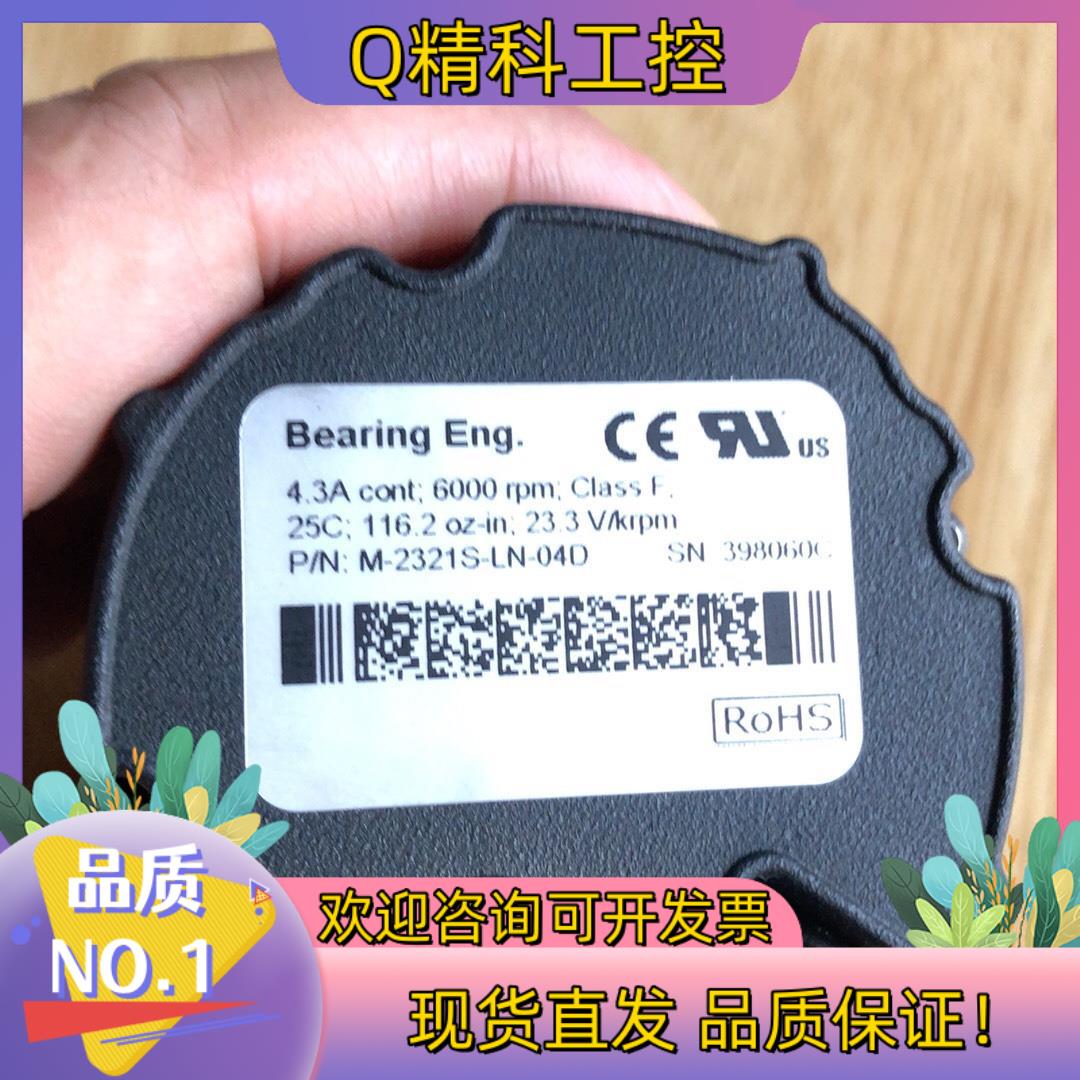 Q精科工控
Bearing Eng.
CE RU US
4.3A cont; 6000 rpm; Class F,
25C; 116.2 oz-in; 23.3 V/krpm
P/N: M-2321S-LN-04D SN 398060C
RoHS
品质
NO.1
欢迎咨询可开发票
现货直发 品质保证!